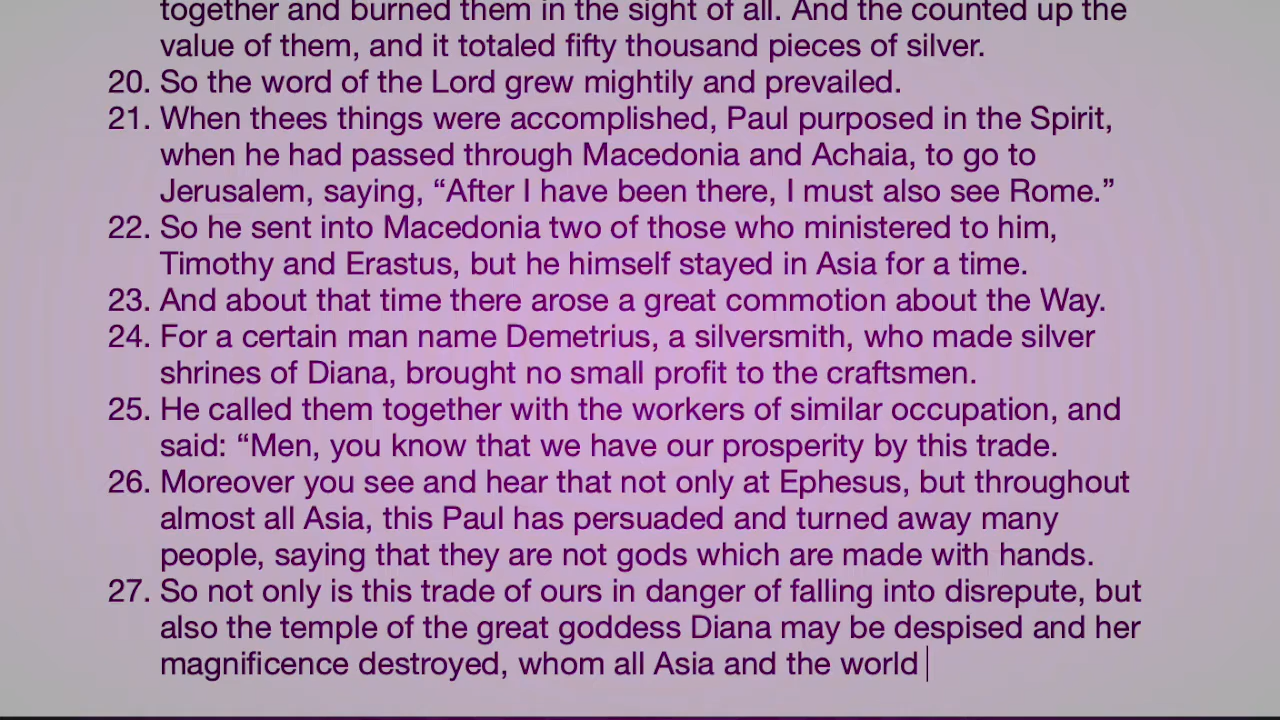 together and burned them in the sight of all. And the counted up the
value of them, and it totaled fifty thousand pieces of silver.
20. So the word of the Lord grew mightily and prevailed.
21. When thees things were accomplished, Paul purposed in the Spirit,
when he had passed through Macedonia and Achaia, to go to
Jerusalem, saying, “After I have been there, I must also see Rome.”
22. So he sent into Macedonia two of those who ministered to him,
Timothy and Erastus, but he himself stayed in Asia for a time.
23. And about that time there arose a great commotion about the Way.
24. For a certain man name Demetrius, a silversmith, who made silver
shrines of Diana, brought no small profit to the craftsmen.
25. He called them together with the workers of similar occupation, and
said: “Men, you know that we have our prosperity by this trade.
26. Moreover you see and hear that not only at Ephesus, but throughout
almost all Asia, this Paul has persuaded and turned away many
people, saying that they are not gods which are made with hands.
27. So not only is this trade of ours in danger of falling into disrepute, but
also the temple of the great goddess Diana may be despised and her
magnificence destroyed, whom all Asia and the world